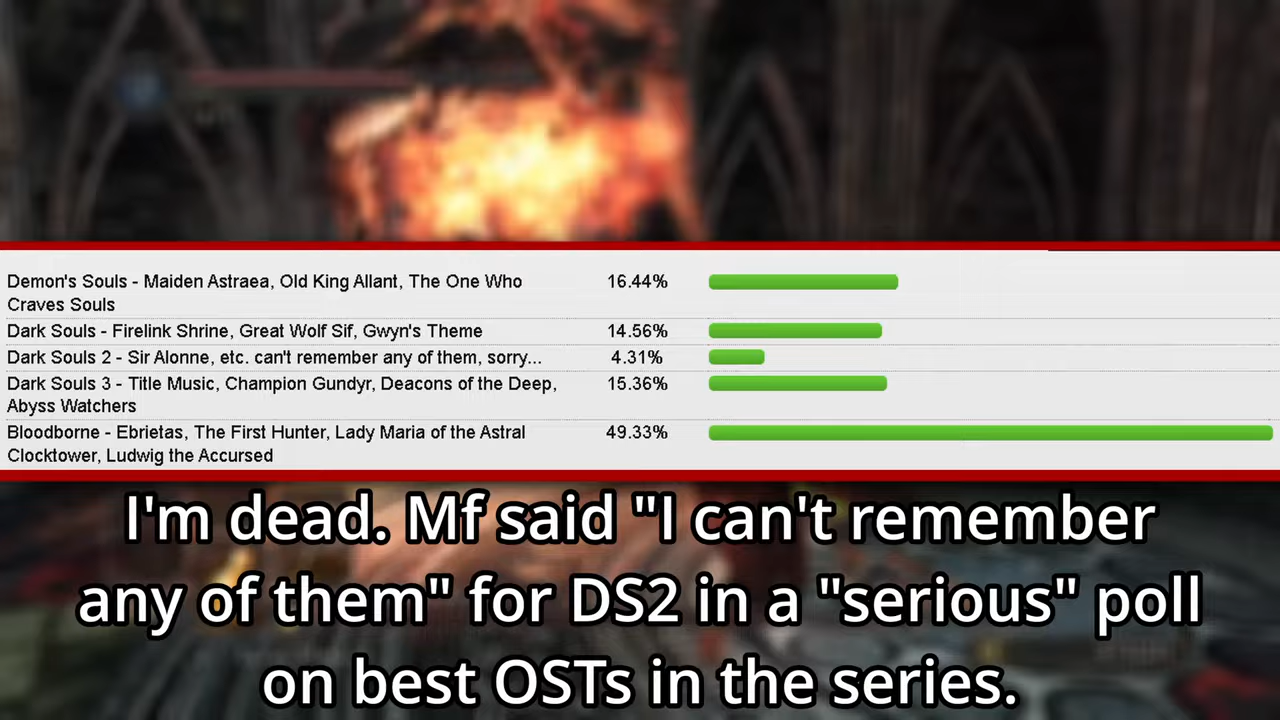 Demon's Souls - Maiden Astraea, Old King Allant, The One Who
Craves Souls
16.44%
Dark Souls - Firelink Shrine, Great Wolf Sif, Gwyn's Theme
14.56%
Dark Souls 2 - Sir Alonne, etc. can't remember any of them, sorry...
4.31%
Dark Souls 3 - Title Music, Champion Gundyr, Deacons of the Deep,
Abyss Watchers
15.36%
Bloodborne - Ebrietas, The First Hunter, Lady Maria of the Astral
Clocktower, Ludwig the Accursed
49.33%
I'm dead. Mf said "I can't remember
any of them" for DS2 in a "serious" poll
on best OSTs in the series.